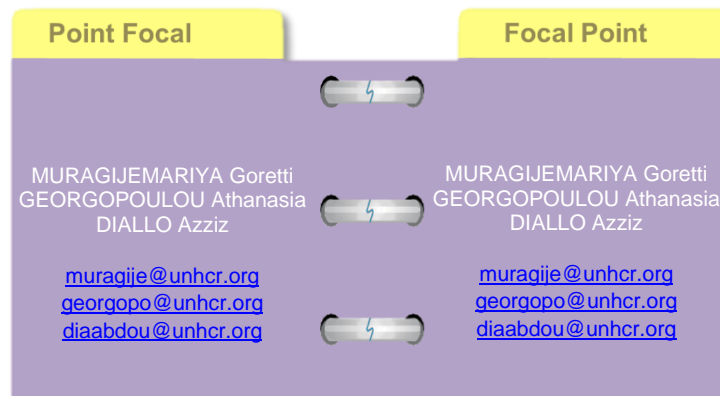 Point Focal
MURAGIJEMARIYA Goretti
GEORGOPOULOU Athanasia
DIALLO Azziz
muragije@unhcr.org
georgopo@unhcr.org
diaabdou@unhcr.org
Focal Point
MURAGIJEMARIYA Goretti
GEORGOPOULOU Athanasia
DIALLO Azziz
muragije@unhcr.org
georgopo@unhcr.org
diaabdou@unhcr.org